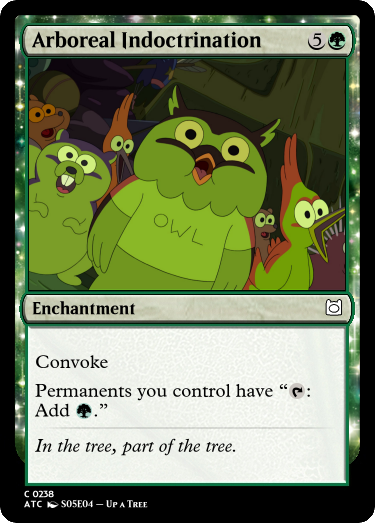 Arboreal Indoctrination 5
OWL
Enchantment
Convoke
Permanents you control have “:
Add .”
In the tree, part of the tree.
C 0238
ATC S05E04 – Up a Tree